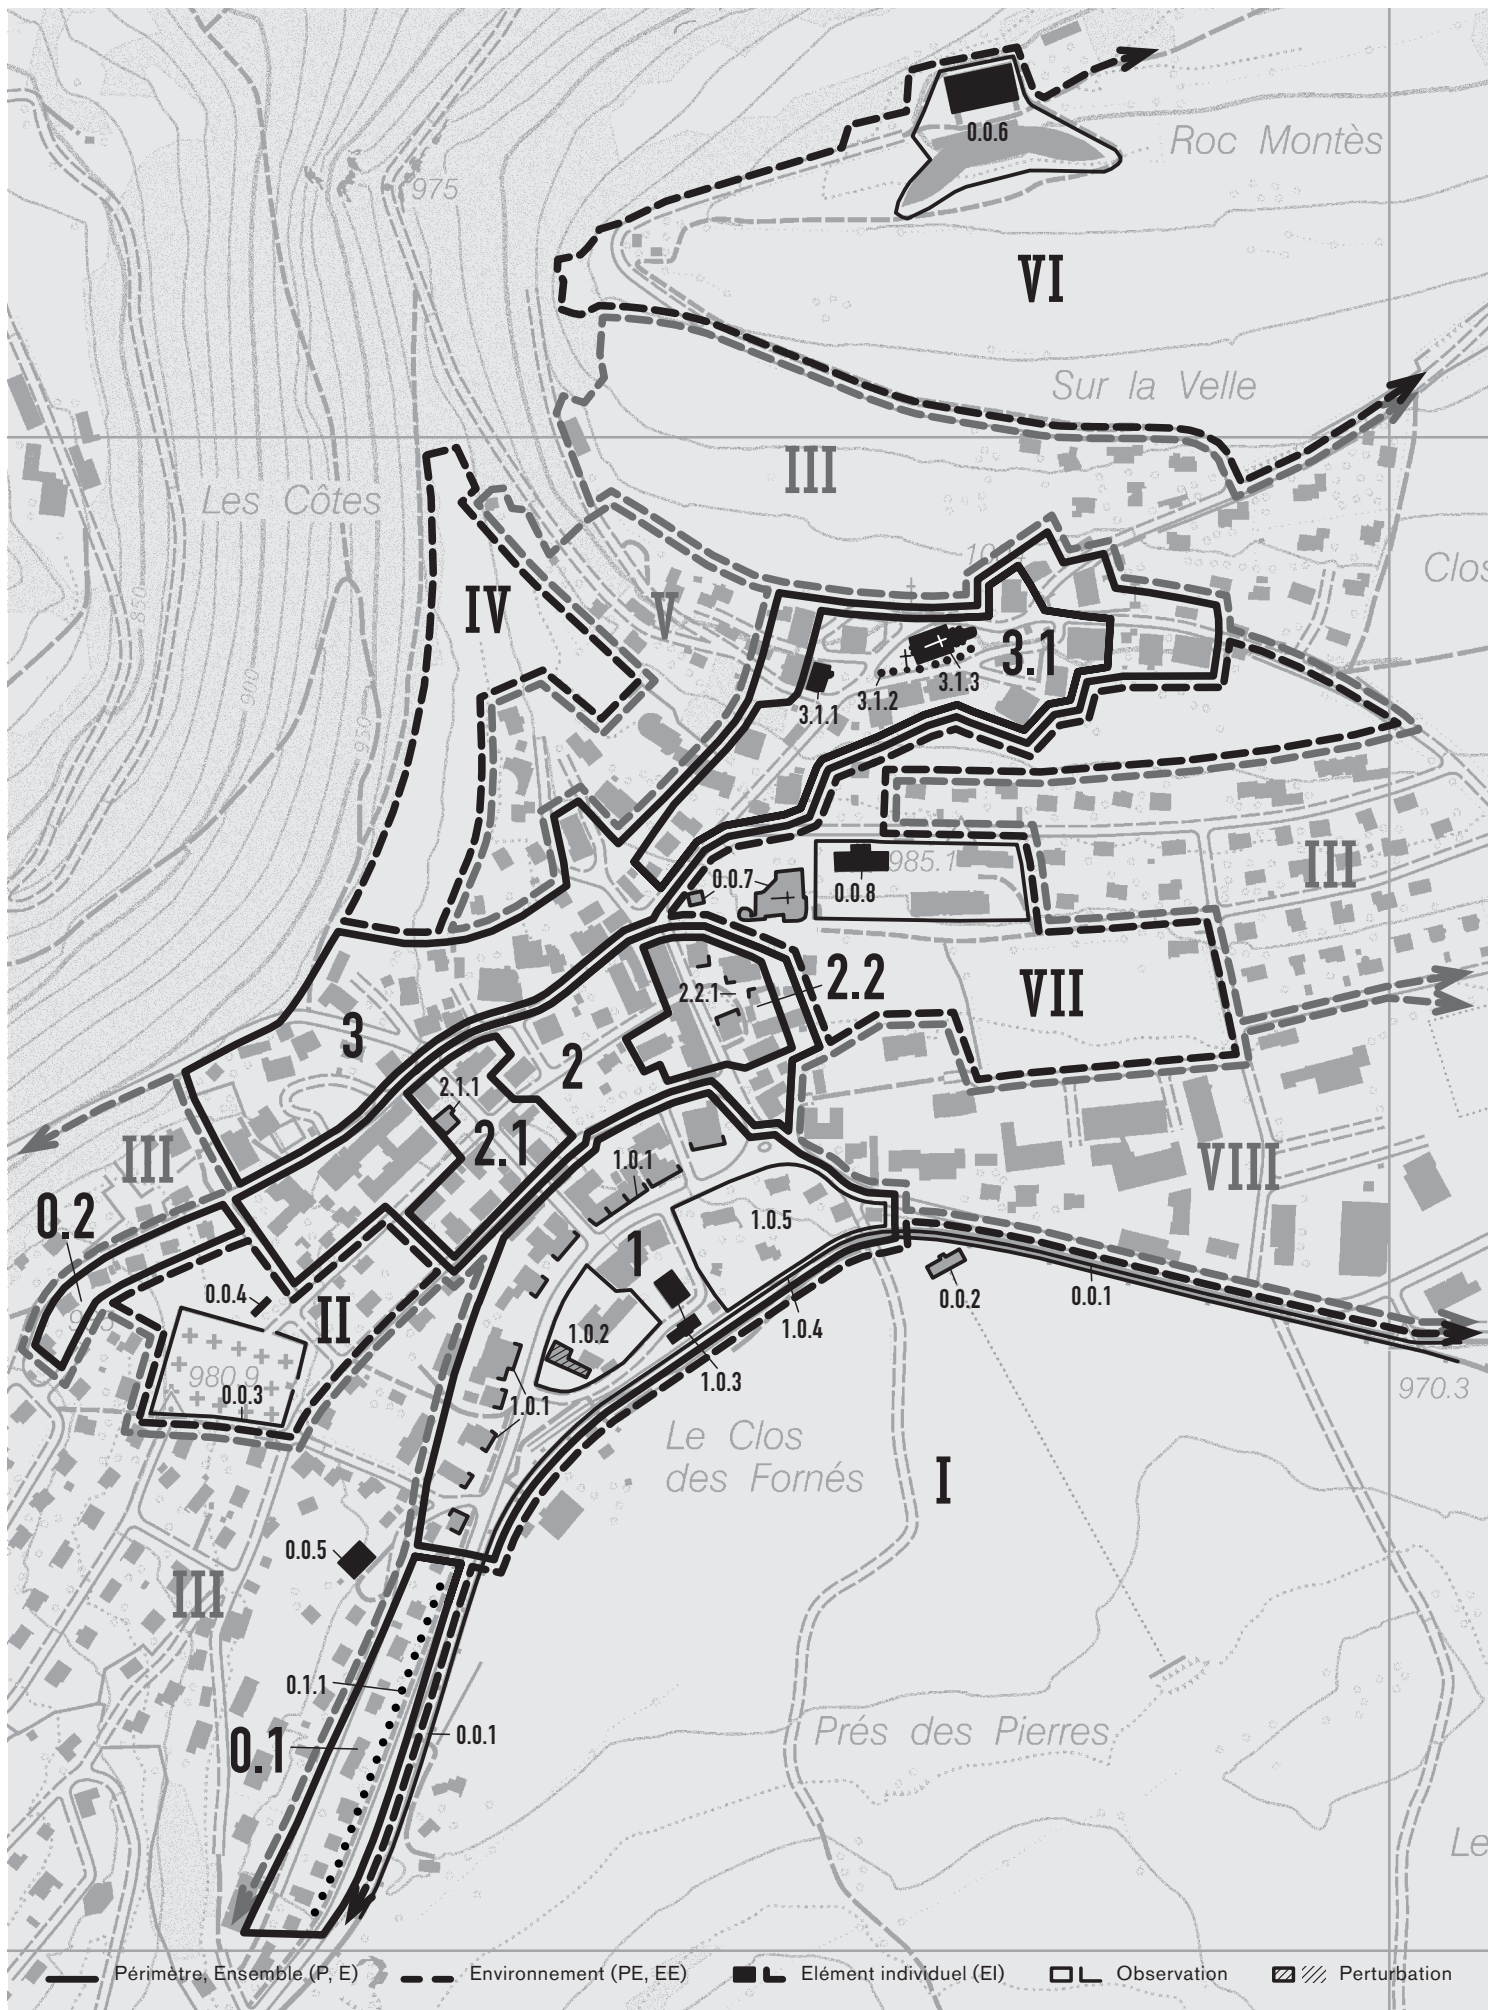 0.0.6
Roc Montès
975
VI
Sur la Velle
III
Les Côtes
Clos
IV
V
3.1
3.1.3
3.1.2
3.1.1
850
950
985.1
III
0.0.7
0.0.8
2.2
2.2.1
VII
3
2
2.1.1
2.1
III
VIII
1.0.1
0.2
1.0.5
1
0.0.4
II
0.0.2
0.0.1
1.0.2
1.0.4
980.9
0.0.3
1.0.3
970.3
1.0.1
Le Clos
des Fornés
I
0.0.5
III
0.1.1
0.1
0.0.1
Prés des Pierres
Le
Périmètre, Ensemble (P, E)
Environnement (PE, EE)
Elément individuel (EI)
Observation
Perturbation